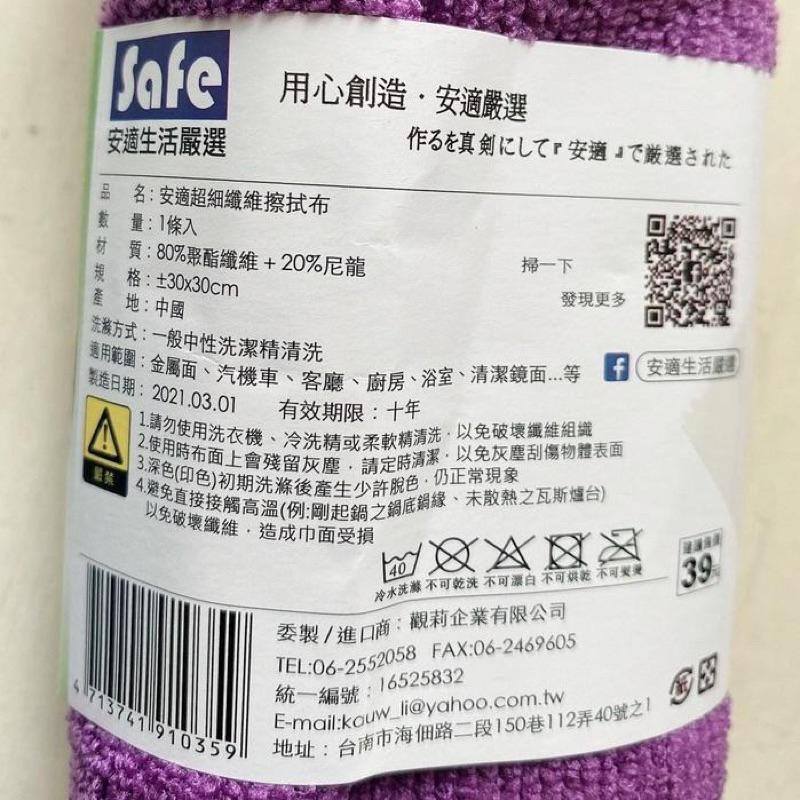 Safe
安適生活嚴選
用心創造・安適嚴選
作るを真剣にして『安適』で厳選された
品 名：安適超細纖維擦拭布
數 量：1條入
材 質：80%聚酯纖維＋20%尼龍
規 格：±30x30cm
產 地：中國
洗滌方式：一般中性洗潔精清洗
適用範圍：金屬面、汽機車、客廳、廚房、浴室、清潔鏡面...等
製造日期：2021.03.01 有效期限：十年
掃一下
發現更多
f 安適生活嚴選
1.請勿使用洗衣機、冷洗精或柔軟精清洗，以免破壞纖維組織
2.使用時布面上會殘留灰塵，請定時清潔，以免灰塵刮傷物體表面
3.深色(印色)初期洗滌後產生少許脫色，仍正常現象
4.避免直接接觸高溫(例:剛起鍋之鍋底鍋緣、未散熱之瓦斯爐台)
以免破壞纖維，造成巾面受損
40
冷水洗滌 不可乾洗 不可漂白 不可烘乾 不可熨燙
建議售價
39元
委製/進口商：觀莉企業有限公司
TEL:06-2552058 FAX:06-2469605
統一編號：16525832
E-mail:kauw_li@yahoo.com.tw
地址：台南市海佃路二段150巷112弄40號之1
4 713741 910359
紙